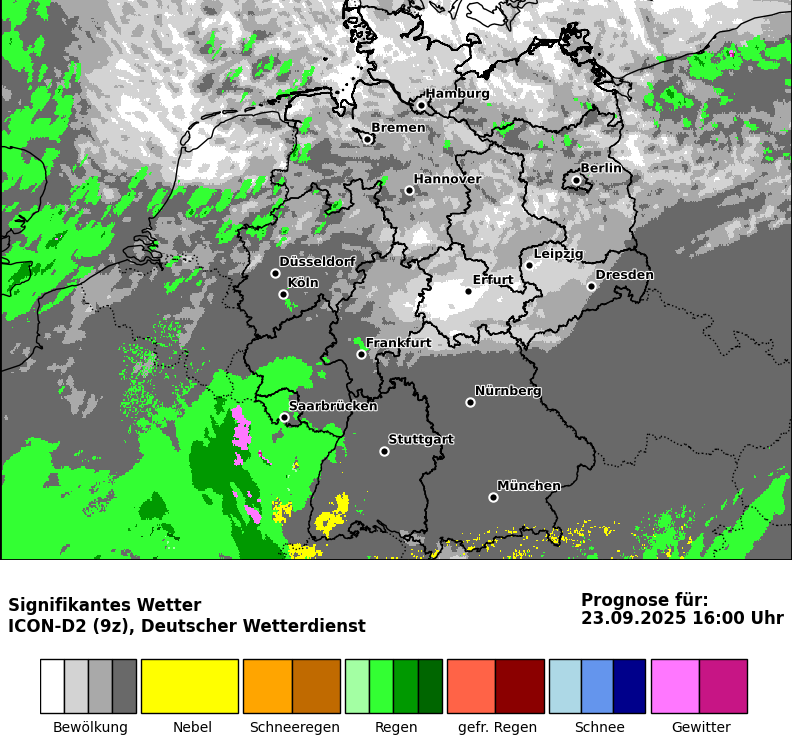 Hamburg
Bremen
Berlin
Hannover
Leipzig
Düsseldorf
Dresden
Köln
Erfurt
Frankfurt
Nürnberg
Saarbrücken
Stuttgart
München
Signifikantes Wetter
ICON-D2 (9z), Deutscher Wetterdienst
Prognose für:
23.09.2025 16:00 Uhr
Bewölkung
Nebel
Schneeregen
Regen
gefr. Regen
Schnee
Gewitter